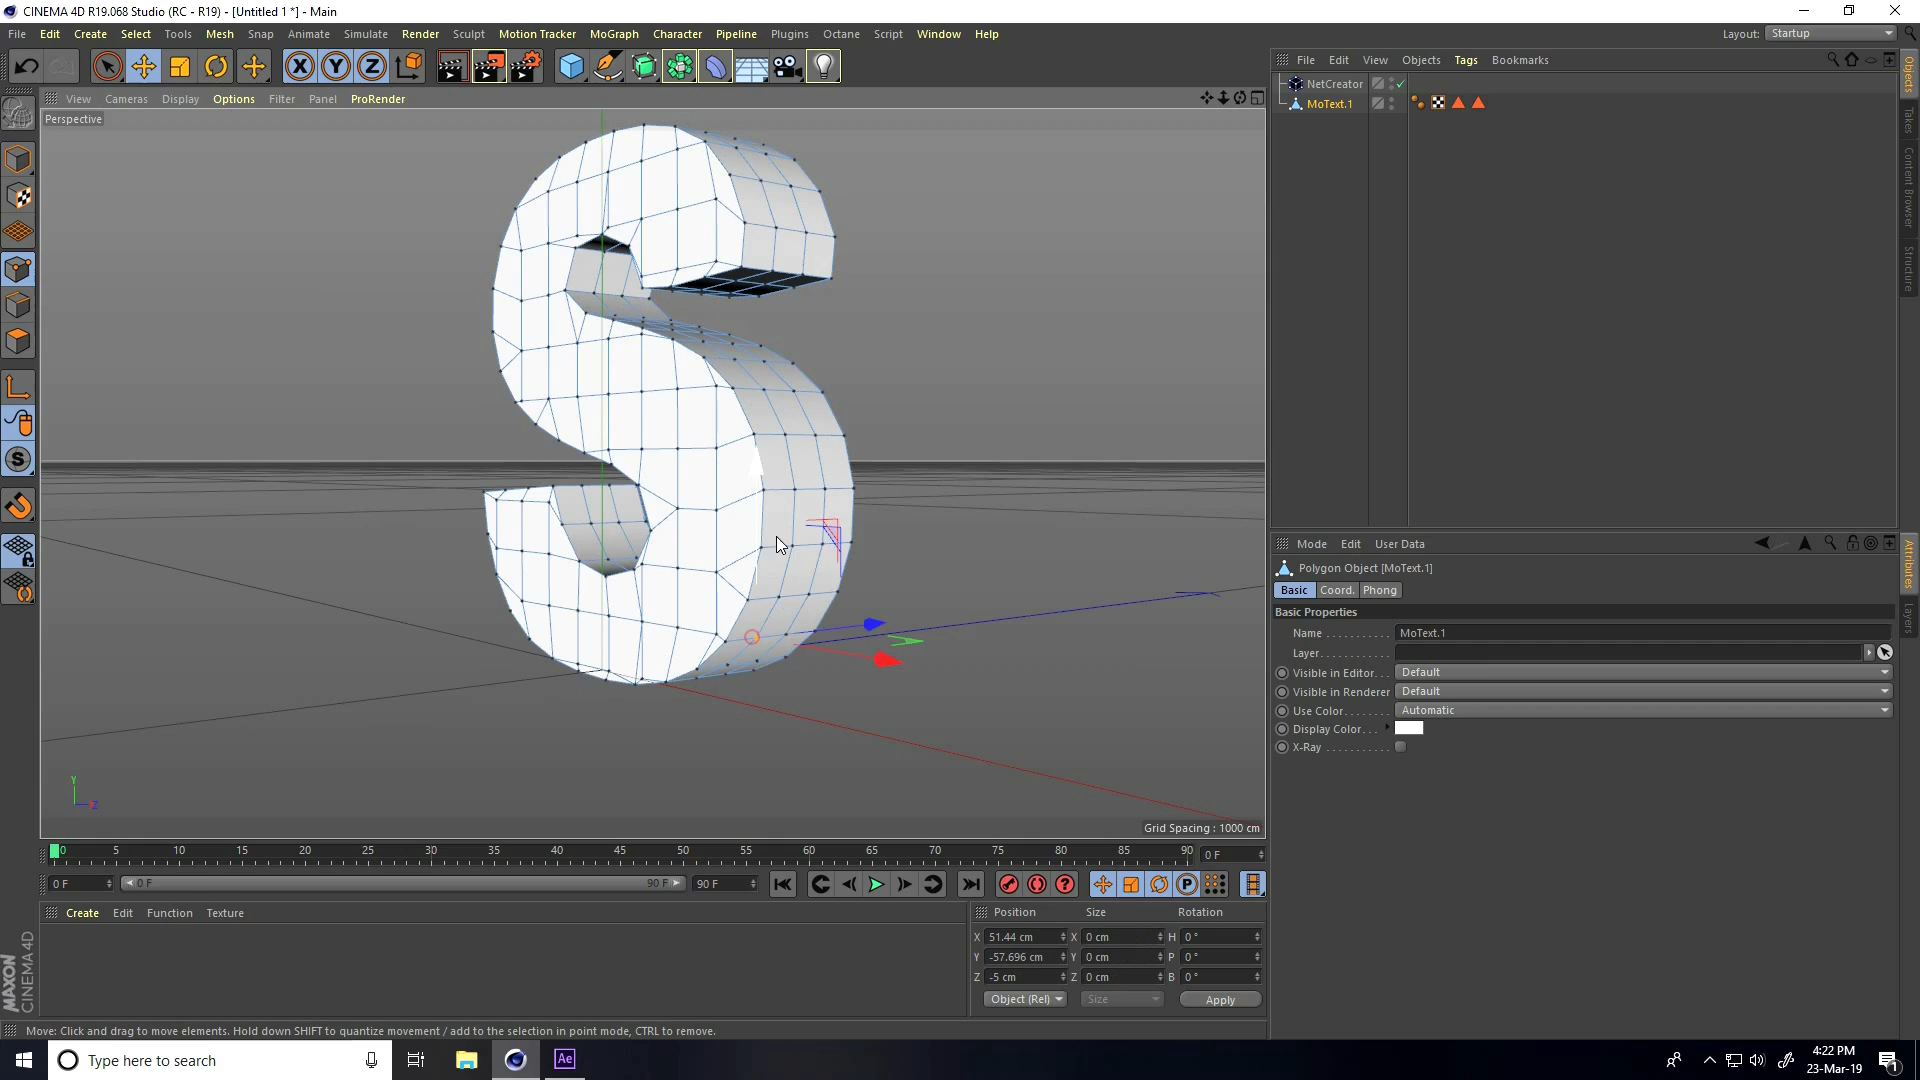 CINEMA 4D R19.068 Studio (RC - R19) - [Untitled 1 *] - Main
File Edit Create Select Tools Mesh Snap Animate Simulate Render Sculpt Motion Tracker MoGraph Character Pipeline Plugins Octane Script Window Help
Layout: Startup
View Cameras Display Options Filter Panel ProRender
Perspective
File Edit View Objects Tags Bookmarks
NetCreator
MoText.1
Objects
Takes
Content Browser
Structure
Mode Edit User Data
Polygon Object [MoText.1]
Basic Coord. Phong
Basic Properties
Name . . . . . . . . . . . MoText.1
Layer. . . . . . . . . . . .
Visible in Editor. . . Default
Visible in Renderer Default
Use Color. . . . . . . . Automatic
Display Color. . .
X-Ray . . . . . . . . . . .
Attributes
Layers
Y
Z
Grid Spacing : 1000 cm
0 5 10 15 20 25 30 35 40 45 50 55 60 65 70 75 80 85 90
0 F
0 F 0 F 90 F 90 F
Create Edit Function Texture
Position Size Rotation
X 51.44 cm X 0 cm H 0 °
Y -57.696 cm Y 0 cm P 0 °
Z -5 cm Z 0 cm B 0 °
Object (Rel) Size Apply
MAXON
CINEMA 4D
Move: Click and drag to move elements. Hold down SHIFT to quantize movement / add to the selection in point mode, CTRL to remove.
Type here to search
Ae
4:22 PM
23-Mar-19
1